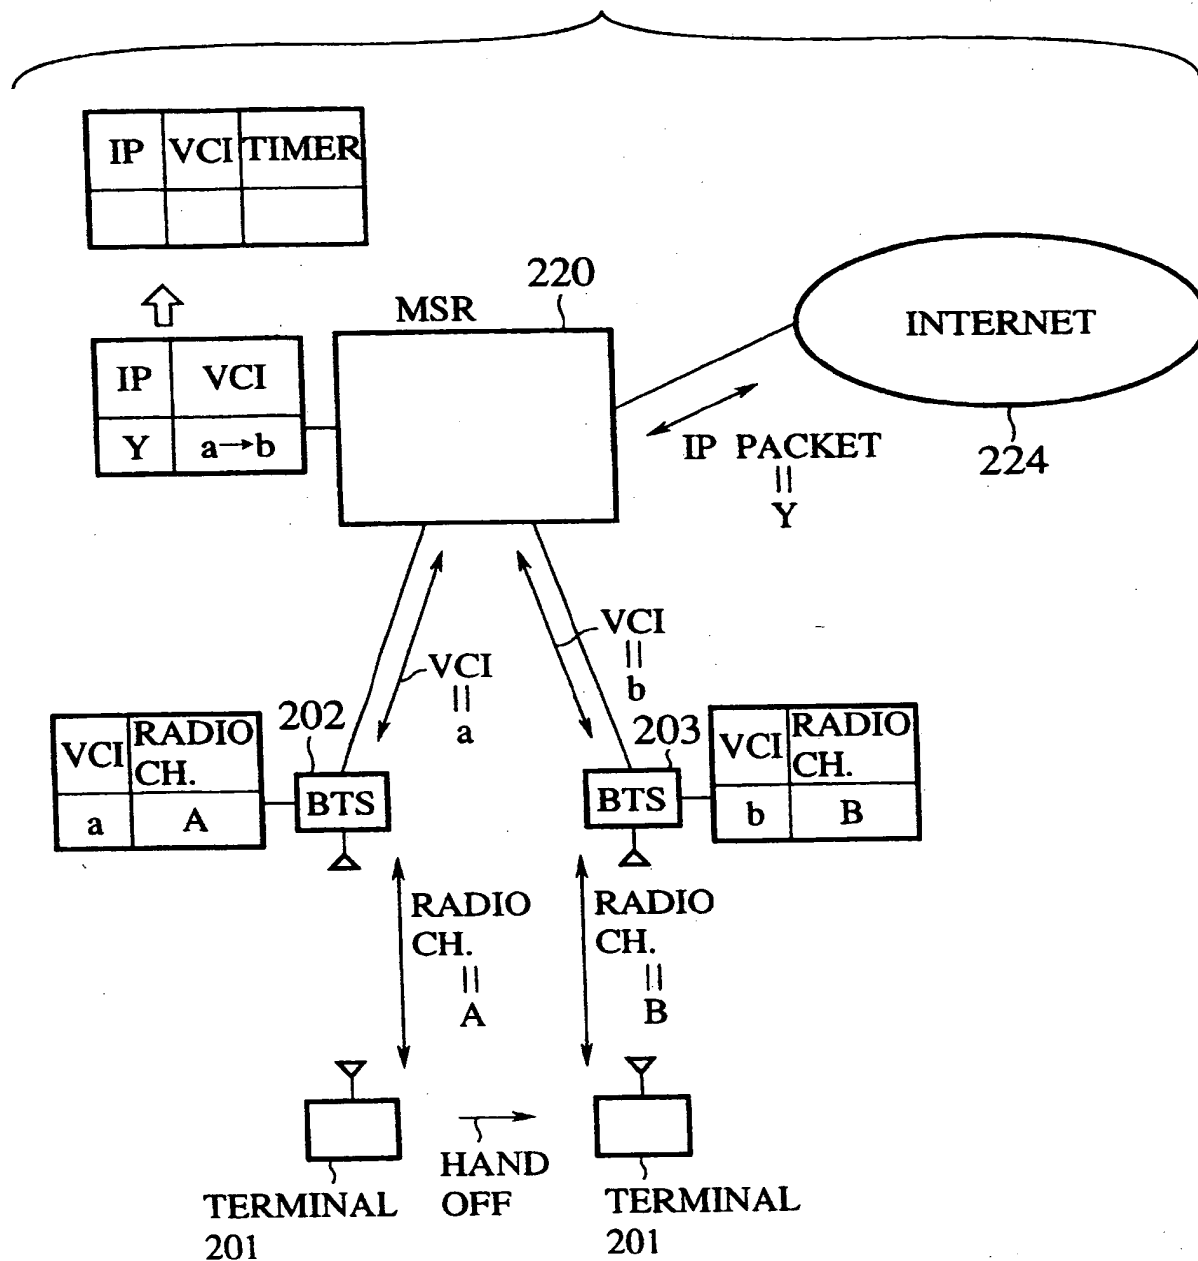 IP VCI TIMER
220
MSR
INTERNET
IP VCI
Y a→b
IP PACKET
=
Y
224
VCI
=
a
VCI
=
b
202
203
VCI RADIO CH.
a A
BTS
BTS
VCI RADIO CH.
b B
RADIO
CH.
=
A
RADIO
CH.
=
B
HAND
OFF
TERMINAL
201
TERMINAL
201